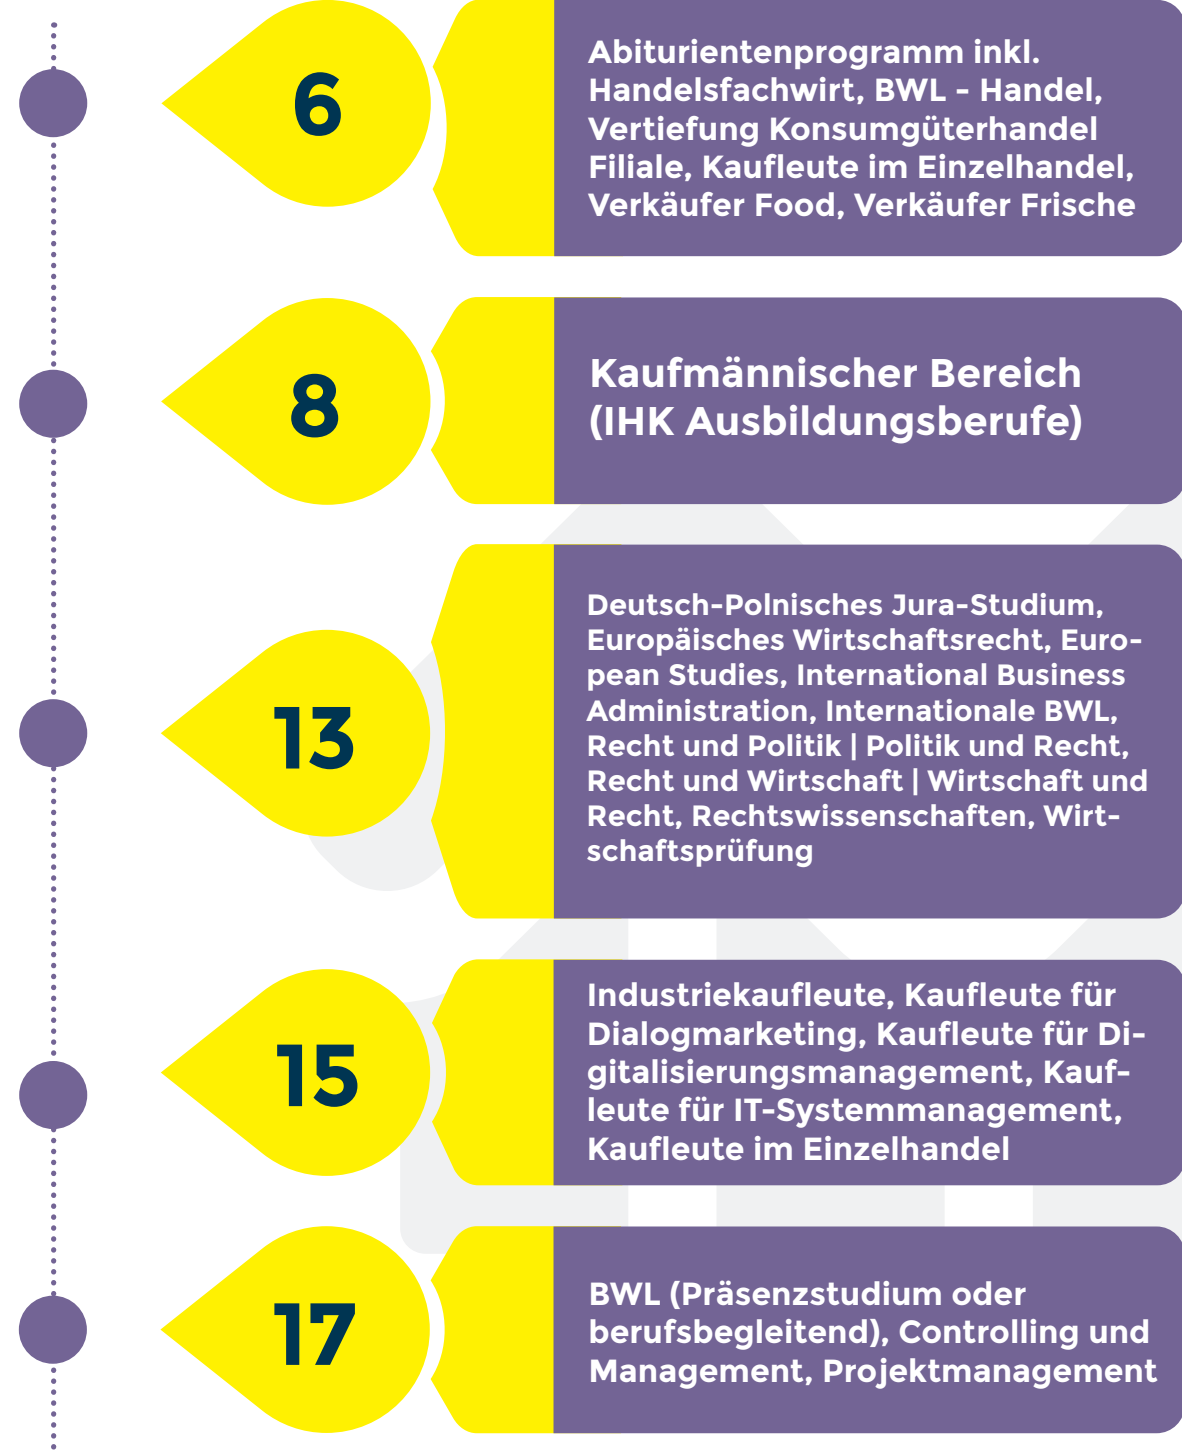 6
Abiturientenprogramm inkl.
Handelsfachwirt, BWL - Handel,
Vertiefung Konsumgüterhandel
Filiale, Kaufleute im Einzelhandel,
Verkäufer Food, Verkäufer Frische
8
Kaufmännischer Bereich
(IHK Ausbildungsberufe)
13
Deutsch-Polnisches Jura-Studium,
Europäisches Wirtschaftsrecht, Euro-
pean Studies, International Business
Administration, Internationale BWL,
Recht und Politik | Politik und Recht,
Recht und Wirtschaft | Wirtschaft und
Recht, Rechtswissenschaften, Wirt-
schaftsprüfung
15
Industriekaufleute, Kaufleute für
Dialogmarketing, Kaufleute für Di-
gitalisierungsmanagement, Kauf-
leute für IT-Systemmanagement,
Kaufleute im Einzelhandel
17
BWL (Präsenzstudium oder
berufsbegleitend), Controlling und
Management, Projektmanagement